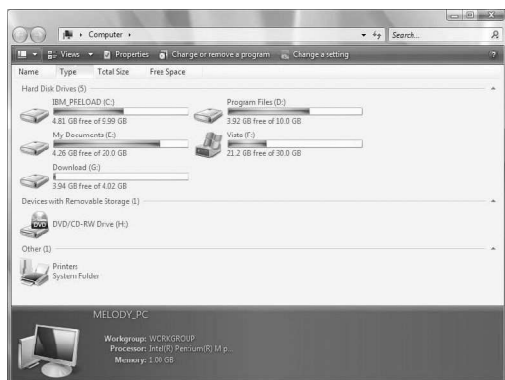 Computer
Search...
Views Properties Change or remove a program Change a setting ?
Name Type Total Size Free Space
Hard Disk Drives (5)
IBM_PRELOAD (C:)
4.81 GB free of 5.99 GB
Program Files (D:)
3.92 GB free of 10.0 GB
My Documents (E:)
4.26 GB free of 20.0 GB
Vista (F:)
21.2 GB free of 30.0 GB
Download (G:)
3.94 GB free of 4.02 GB
Devices with Removable Storage (1)
DVD
DVD/CD-RW Drive (H:)
Other (1)
Printers
System Folder
MELODY_PC
Workgroup: WORKGROUP
Processor: Intel(R) Pentium(R) M p...
Memory: 1.00 GB